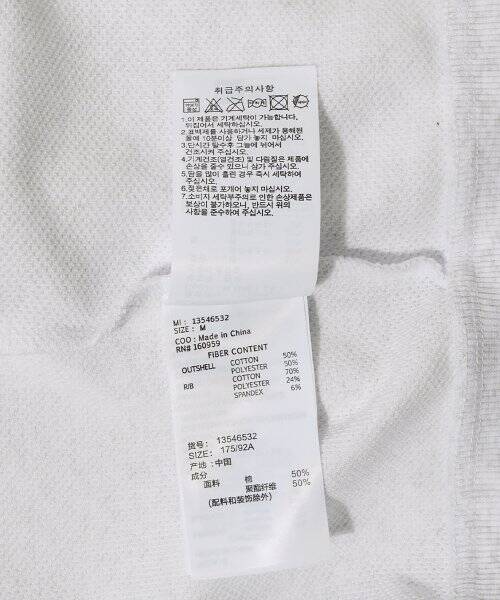 취급주의사항
1.이 제품은 기계세탁이 가능합니다.
뒤집어서 세탁하십시오.
2.표백제를 사용하거나 세제가 용해된
물에 10분이상 담가 놓지 마십시오.
3.단시간 탈수후 그늘에 뉘어서
건조시켜 주십시오.
4.기계건조(열건조) 및 다림질은 제품에
손상을 줄수 있으니 삼가 주십시오.
5.땀을 많이 흘린 경우 즉시 세탁하여
주십시오.
6.젖은채로 포개어 놓지 마십시오.
7.소비자 세탁부주의로 인한 손상제품은
보상이 불가하오니, 반드시 위의
사항을 준수하여 주십시오.
MI: 13546532
SIZE: M
COO: Made in China
RN# 160959
FIBER CONTENT
OUTSHELL COTTON 50%
POLYESTER 50%
R/B COTTON 70%
POLYESTER 24%
SPANDEX 6%
货号: 13546532
SIZE: 175/92A
产地: 中国
成分
面料 棉 50%
聚酯纤维 50%
(配料和装饰除外)